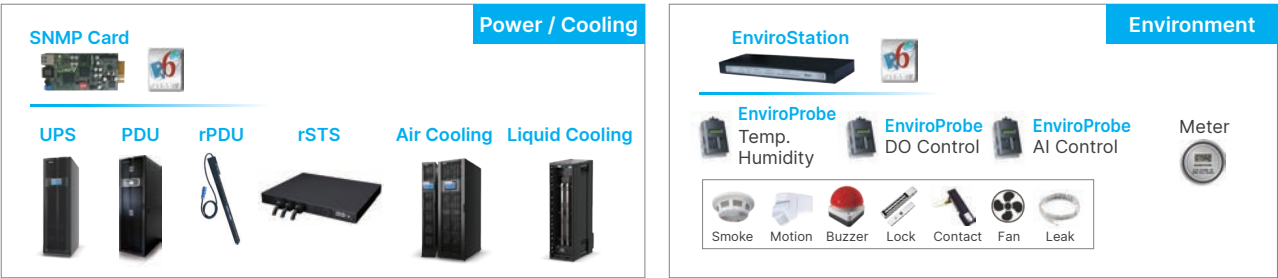 Power / Cooling
SNMP Card
UPS
PDU
rPDU
rSTS
Air Cooling
Liquid Cooling
Environment
EnviroStation
EnviroProbe
Temp.
Humidity
EnviroProbe
DO Control
EnviroProbe
AI Control
Meter
Smoke
Motion
Buzzer
Lock
Contact
Fan
Leak